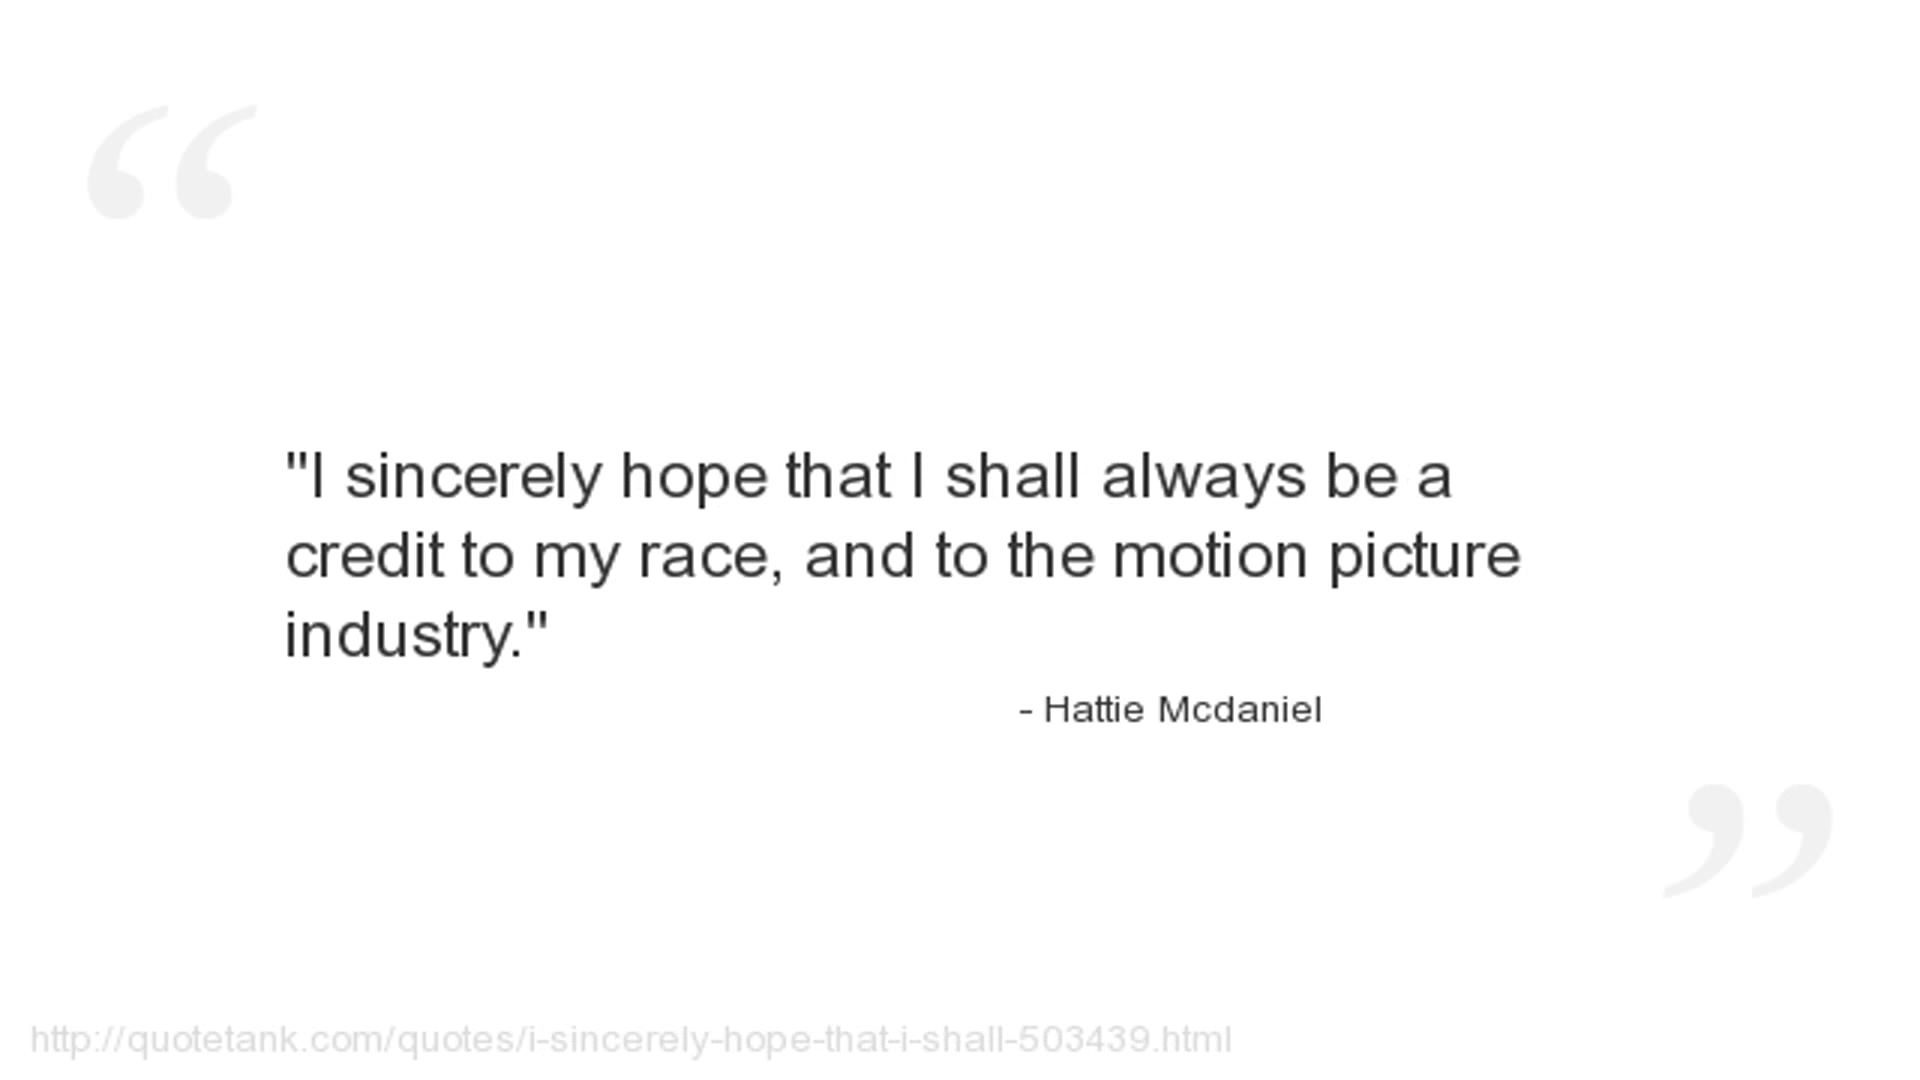 "I sincerely hope that I shall always be a
credit to my race, and to the motion picture
industry."
- Hattie Mcdaniel
http://quotetank.com/quotes/i-sincerely-hope-that-i-shall-503439.html